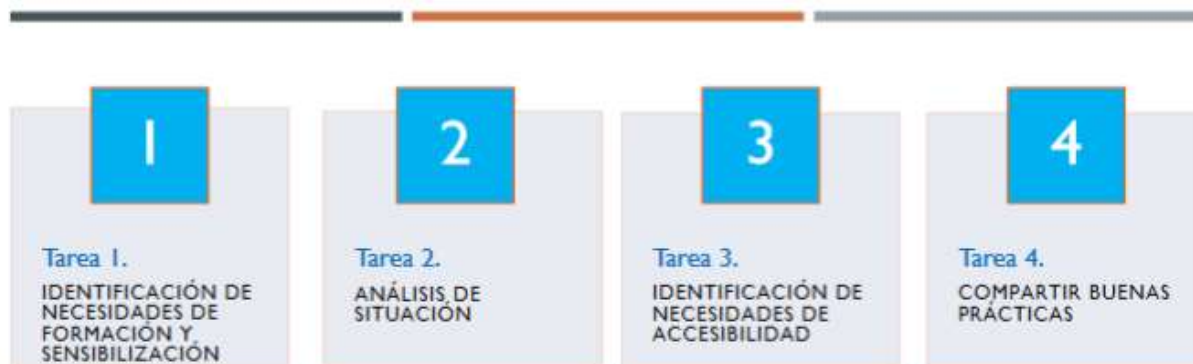 1
Tarea 1.
IDENTIFICACIÓN DE
NECESIDADES DE
FORMACIÓN Y
SENSIBILIZACIÓN
2
Tarea 2.
ANÁLISIS DE
SITUACIÓN
3
Tarea 3.
IDENTIFICACIÓN DE
NECESIDADES DE
ACCESIBILIDAD
4
Tarea 4.
COMPARTIR BUENAS
PRÁCTICAS